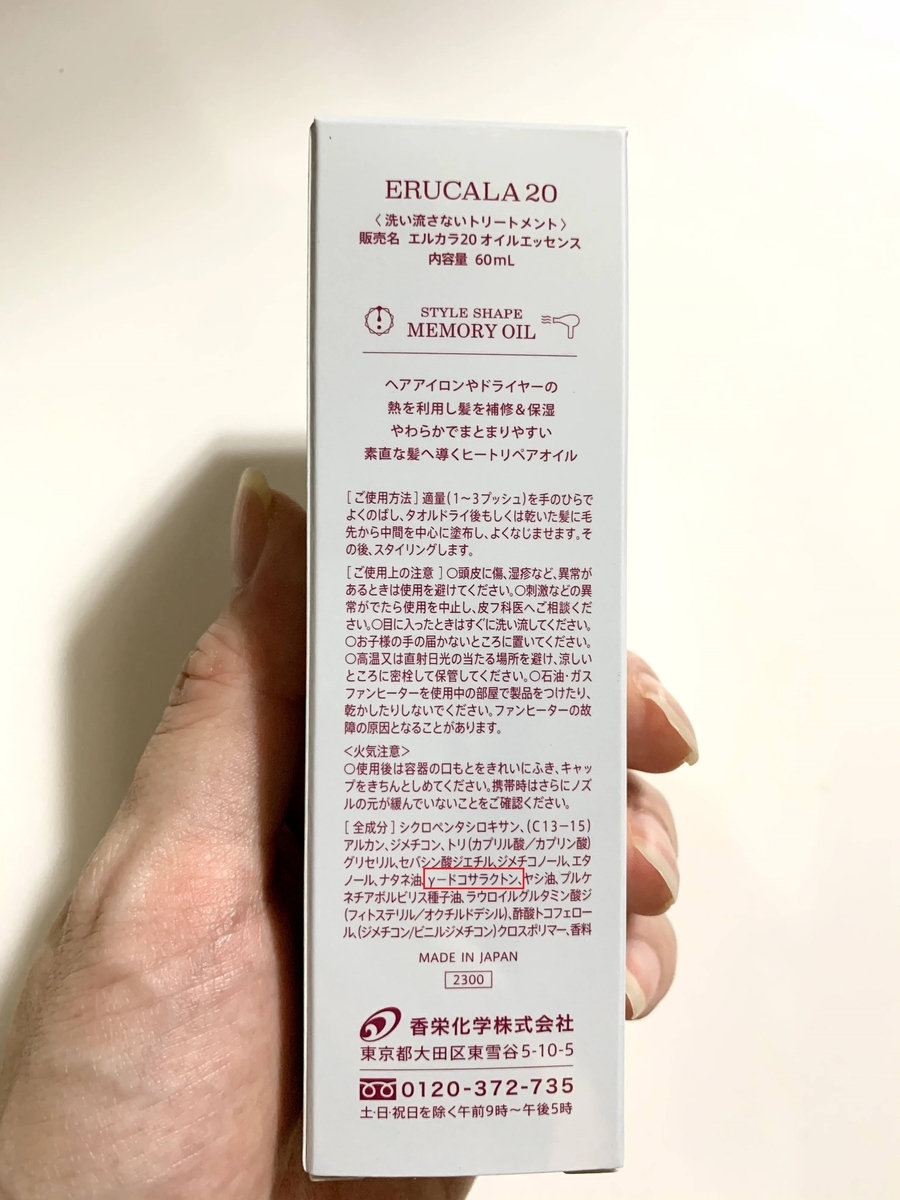 ERUCALA 20
〈 洗い流さないトリートメント 〉
販売名 エルカラ20 オイルエッセンス
内容量 60mL
STYLE SHAPE
MEMORY OIL
ヘアアイロンやドライヤーの
熱を利用し髪を補修＆保湿
やわらかでまとまりやすい
素直な髪へ導くヒートリペアオイル
［ご使用方法］適量（1〜3プッシュ）を手のひらで
よくのばし、タオルドライ後もしくは乾いた髪に毛
先から中間を中心に塗布し、よくなじませます。そ
の後、スタイリングします。
［ご使用上の注意］○頭皮に傷、湿疹など、異常が
あるときは使用を避けてください。○刺激などの異
常がでたら使用を中止し、皮フ科医へご相談くだ
さい。○目に入ったときはすぐに洗い流してください。
○お子様の手の届かないところに置いてください。
○高温又は直射日光の当たる場所を避け、涼しい
ところに密栓して保管してください。○石油・ガス
ファンヒーターを使用中の部屋で製品をつけたり、
乾かしたりしないでください。ファンヒーターの故
障の原因となることがあります。
＜火気注意＞
○使用後は容器の口もとをきれいにふき、キャッ
プをきちんとしめてください。携帯時はさらにノズ
ルの元が緩んでいないことをご確認ください。
［全成分］シクロペンタシロキサン、（C13−15）
アルカン、ジメチコン、トリ（カプリル酸／カプリン酸）
グリセリル、セバシン酸ジエチル、ジメチコノール、エタ
ノール、ナタネ油、γ−ドコサラクトン、ヤシ油、プルケ
ネチアボルビリス種子油、ラウロイルグルタミン酸ジ
（フィトステリル／オクチルドデシル）、酢酸トコフェロー
ル、（ジメチコン/ビニルジメチコン）クロスポリマー、香料
MADE IN JAPAN
2300
香栄化学株式会社
東京都大田区東雪谷5-10-5
0120-372-735
土・日・祝日を除く午前9時〜午後5時